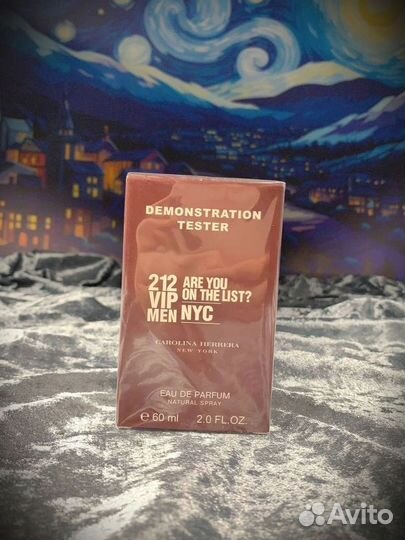 DEMONSTRATION
TESTER
212 ARE YOU
VIP ON THE LIST?
MEN NYC
CAROLINA HERRERA
NEW YORK
EAU DE PARFUM
NATURAL SPRAY
℮ 60 ml 2.0 FL.OZ.
Avito